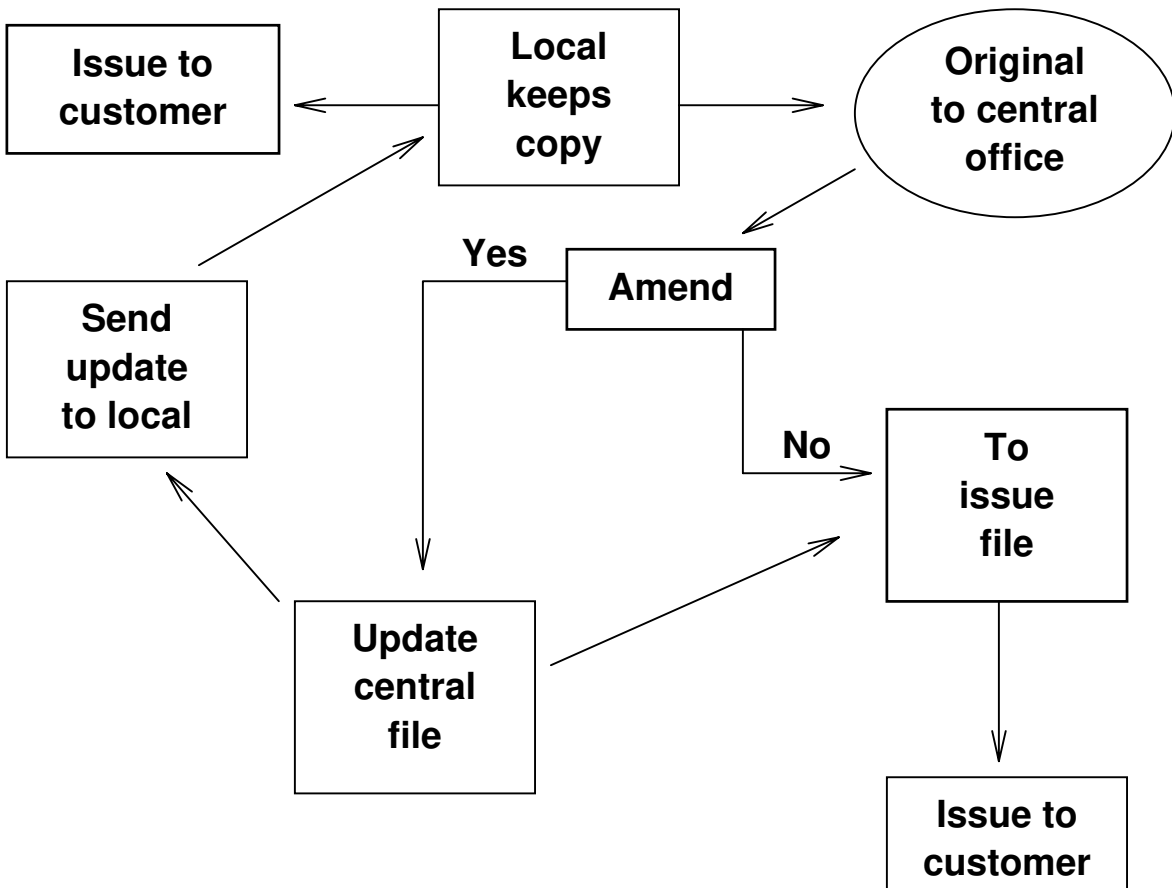 Issue to
customer
Local
keeps
copy
Original
to central
office
Yes
Amend
Send
update
to local
No
To
issue
file
Update
central
file
Issue to
customer